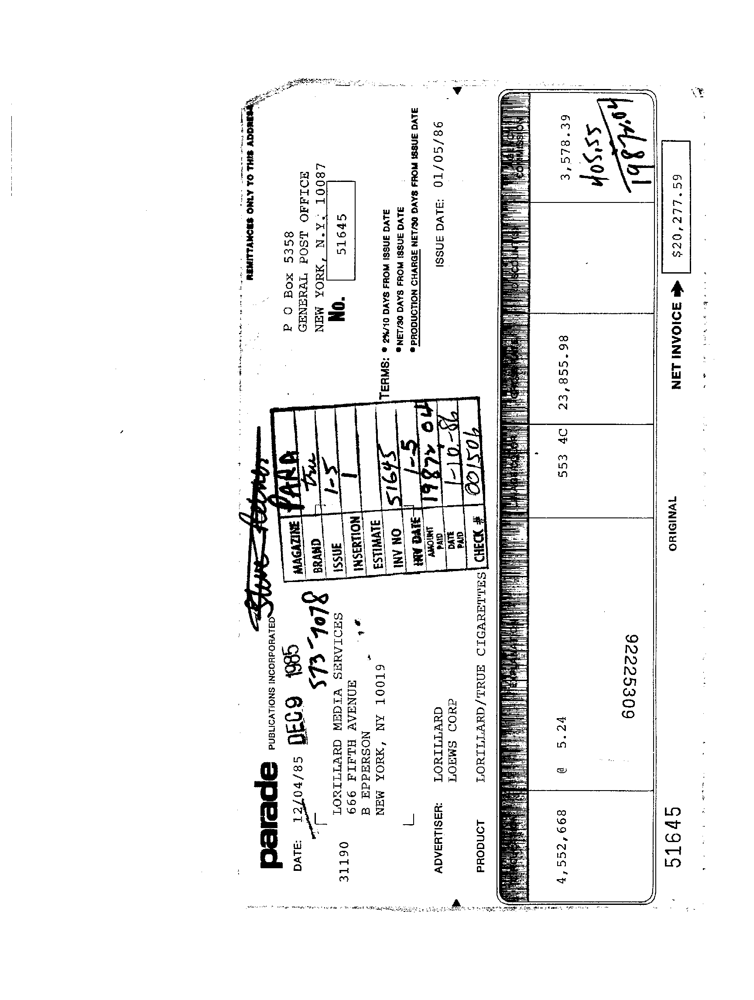 REMITTANCES ONLY TO THIS ADDRESS
parade PUBLICATIONS INCORPORATED
P O Box 5358
GENERAL POST OFFICE
NEW YORK, N.Y. 10087
DATE: 12/04/85 DEC 9 1985
No. 51645
573-7078
31190
LORILLARD MEDIA SERVICES
666 FIFTH AVENUE
B EPPERSON
NEW YORK, NY 10019
MAGAZINE PARA
BRAND True
ISSUE 1-5
INSERTION 1
ESTIMATE
INV NO 51645
INV DATE 1-5
AMOUNT PAID 19872 04
DATE PAID 1-10-86
CHECK # 001506
TERMS: • 2%/10 DAYS FROM ISSUE DATE
• NET/30 DAYS FROM ISSUE DATE
• PRODUCTION CHARGE NET/30 DAYS FROM ISSUE DATE
ADVERTISER: LORILLARD
LOEWS CORP
ISSUE DATE: 01/05/86
PRODUCT LORILLARD/TRUE CIGARETTES
EXPLANATION AGENCY COMMISSION
4,552,668 @ 5.24 553 4C 23,855.98 3,578.39
405.55
19872.04
92225309
51645 ORIGINAL NET INVOICE $20,277.59